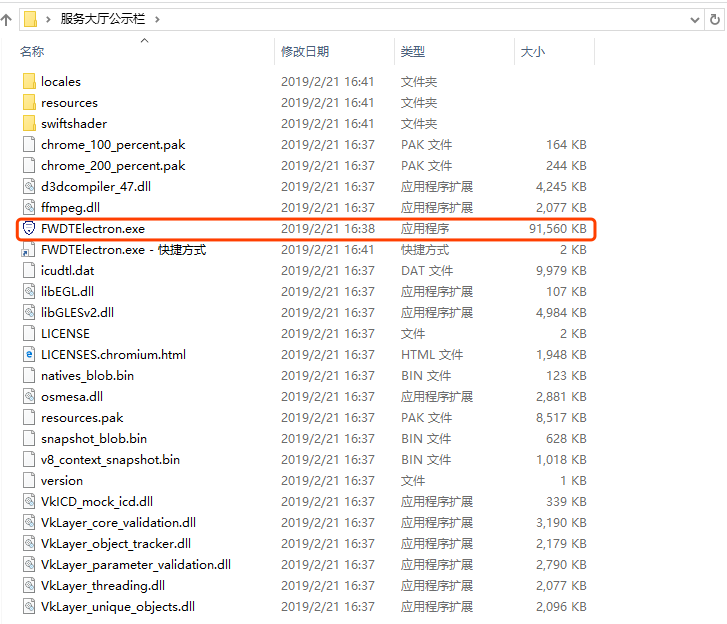 服务大厅公示栏
名称 修改日期 类型 大小
locales 2019/2/21 16:41 文件夹
resources 2019/2/21 16:41 文件夹
swiftshader 2019/2/21 16:41 文件夹
chrome_100_percent.pak 2019/2/21 16:37 PAK 文件 164 KB
chrome_200_percent.pak 2019/2/21 16:37 PAK 文件 244 KB
d3dcompiler_47.dll 2019/2/21 16:37 应用程序扩展 4,245 KB
ffmpeg.dll 2019/2/21 16:37 应用程序扩展 2,077 KB
FWDTElectron.exe 2019/2/21 16:38 应用程序 91,560 KB
FWDTElectron.exe - 快捷方式 2019/2/21 16:41 快捷方式 2 KB
icudtl.dat 2019/2/21 16:37 DAT 文件 9,979 KB
libEGL.dll 2019/2/21 16:37 应用程序扩展 107 KB
libGLESv2.dll 2019/2/21 16:37 应用程序扩展 4,984 KB
LICENSE 2019/2/21 16:37 文件 2 KB
LICENSES.chromium.html 2019/2/21 16:37 HTML 文件 1,948 KB
natives_blob.bin 2019/2/21 16:37 BIN 文件 123 KB
osmesa.dll 2019/2/21 16:37 应用程序扩展 2,881 KB
resources.pak 2019/2/21 16:37 PAK 文件 8,517 KB
snapshot_blob.bin 2019/2/21 16:37 BIN 文件 628 KB
v8_context_snapshot.bin 2019/2/21 16:37 BIN 文件 1,018 KB
version 2019/2/21 16:37 文件 1 KB
VkICD_mock_icd.dll 2019/2/21 16:37 应用程序扩展 339 KB
VkLayer_core_validation.dll 2019/2/21 16:37 应用程序扩展 3,190 KB
VkLayer_object_tracker.dll 2019/2/21 16:37 应用程序扩展 2,179 KB
VkLayer_parameter_validation.dll 2019/2/21 16:37 应用程序扩展 2,790 KB
VkLayer_threading.dll 2019/2/21 16:37 应用程序扩展 2,077 KB
VkLayer_unique_objects.dll 2019/2/21 16:37 应用程序扩展 2,096 KB